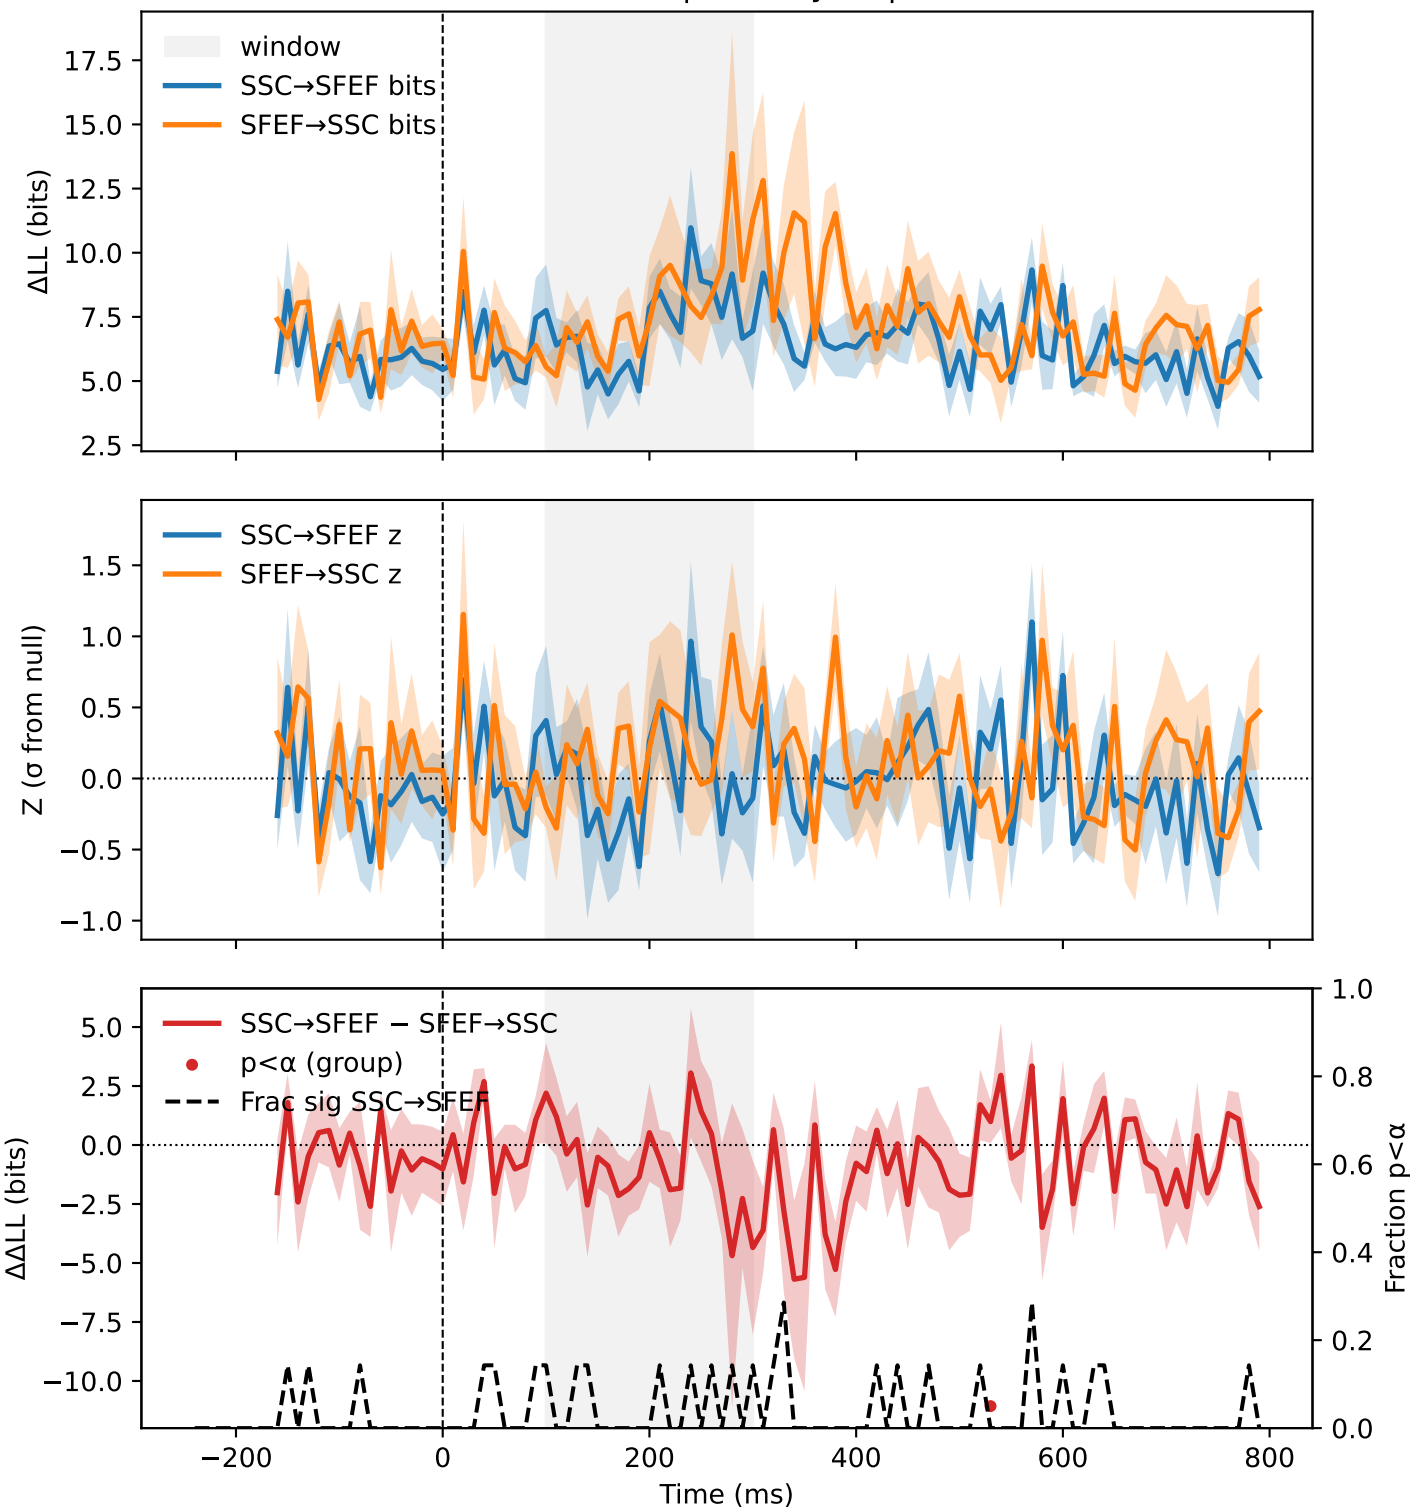 window
SSC→SFEF bits
SFEF→SSC bits
17.5
15.0
12.5
10.0
7.5
5.0
2.5
ΔLL (bits)
SSC→SFEF z
SFEF→SSC z
1.5
1.0
0.5
0.0
−0.5
−1.0
Z (σ from null)
SSC→SFEF − SFEF→SSC
p<α (group)
Frac sig SSC→SFEF
5.0
2.5
0.0
−2.5
−5.0
−7.5
−10.0
ΔΔLL (bits)
1.0
0.8
0.6
0.4
0.2
0.0
Fraction p<α
−200 0 200 400 600 800
Time (ms)